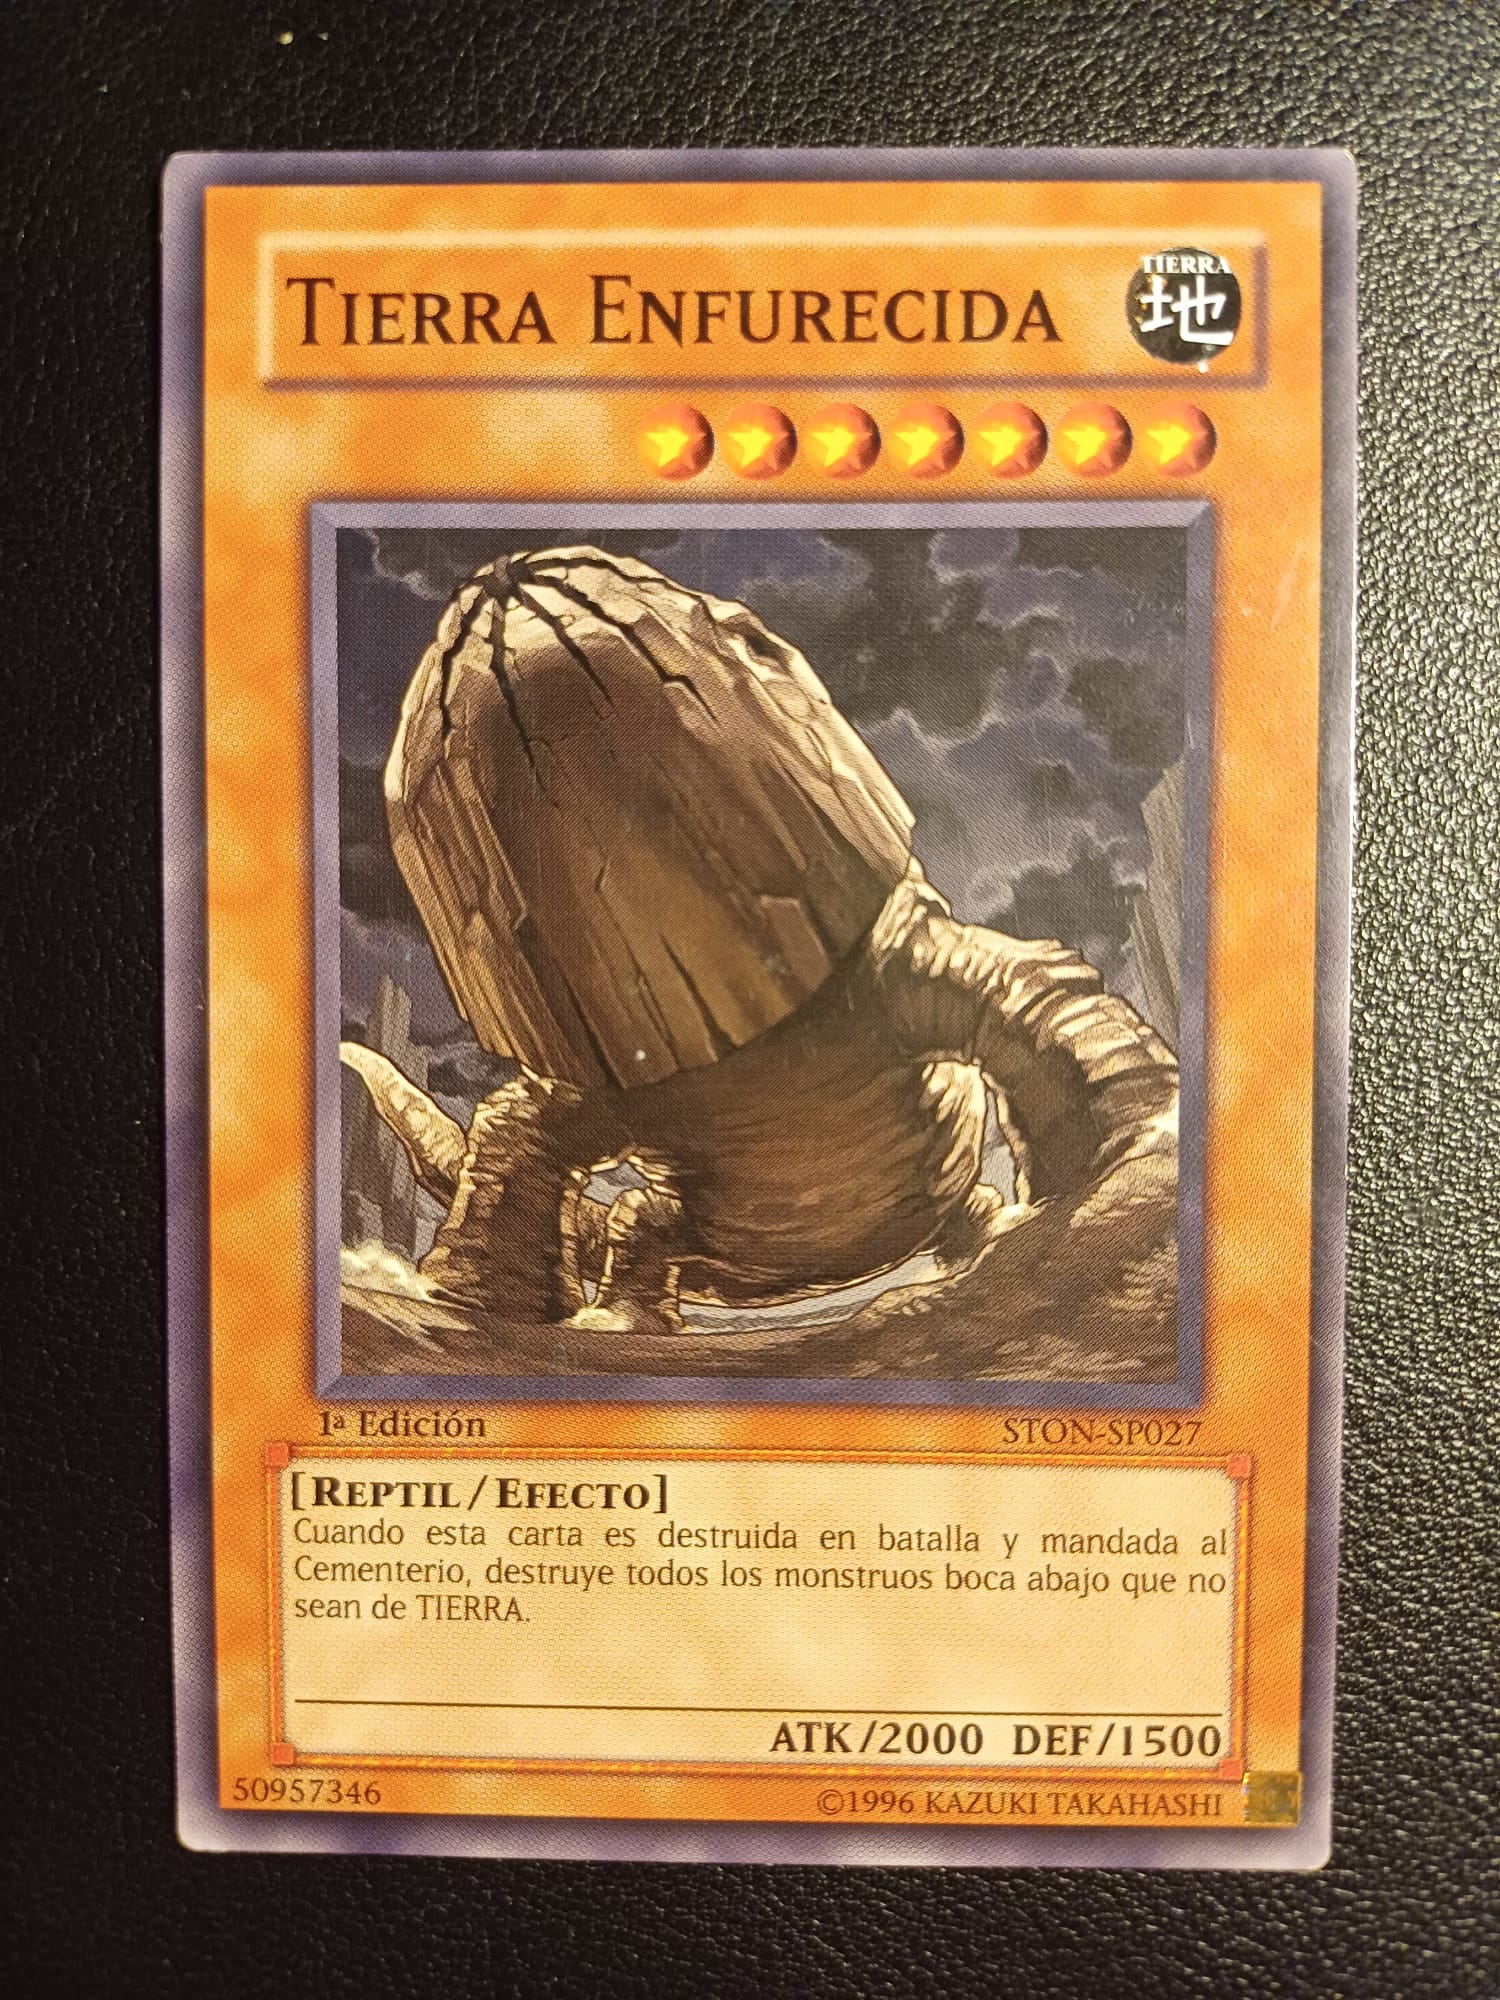 TIERRA ENFURECIDA
TIERRA
地
1ª Edición
STON-SP027
[REPTIL/EFECTO]
Cuando esta carta es destruida en batalla y mandada al
Cementerio, destruye todos los monstruos boca abajo que no
sean de TIERRA.
ATK/2000 DEF/1500
50957346
©1996 KAZUKI TAKAHASHI